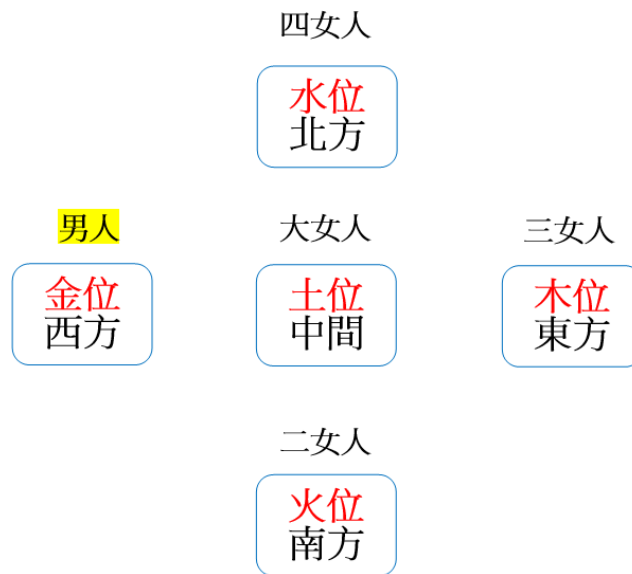 四女人
水位
北方
男人
金位
西方
大女人
土位
中間
三女人
木位
東方
二女人
火位
南方